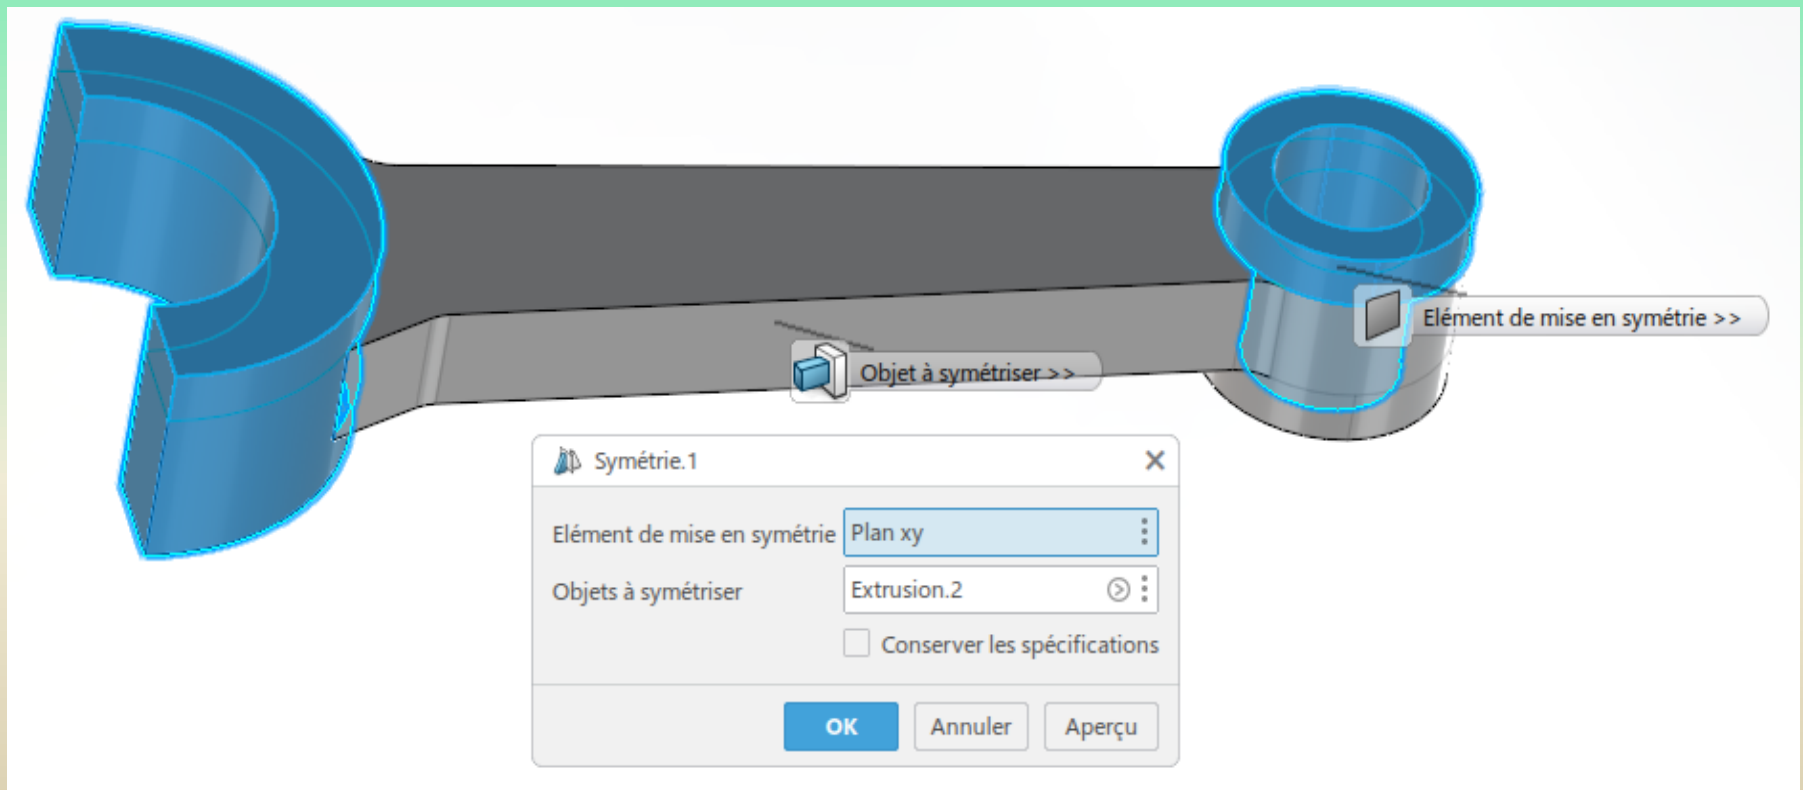 Elément de mise en symétrie >>
Objet à symétriser >>
Symétrie.1
Elément de mise en symétrie Plan xy
Objets à symétriser Extrusion.2
Conserver les spécifications
OK Annuler Aperçu